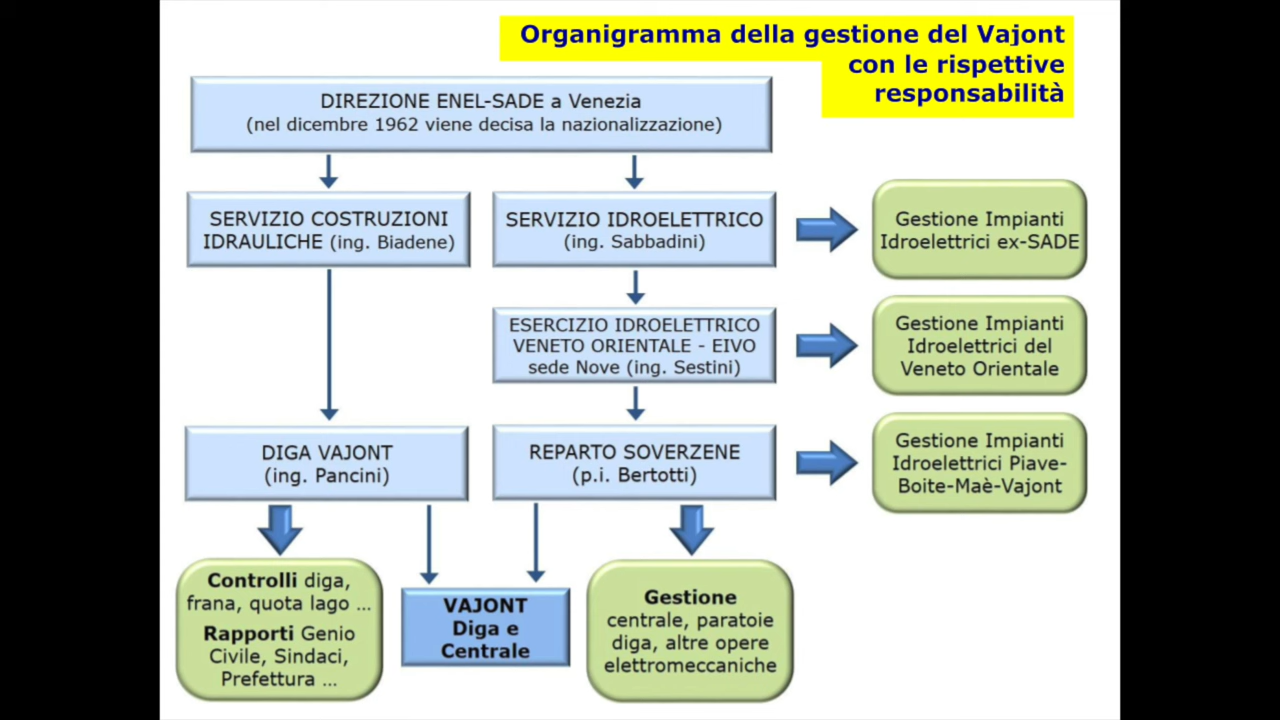 Organigramma della gestione del Vajont
con le rispettive
responsabilità
DIREZIONE ENEL-SADE a Venezia
(nel dicembre 1962 viene decisa la nazionalizzazione)
SERVIZIO COSTRUZIONI
IDRAULICHE (ing. Biadene)
SERVIZIO IDROELETTRICO
(ing. Sabbadini)
Gestione Impianti
Idroelettrici ex-SADE
ESERCIZIO IDROELETTRICO
VENETO ORIENTALE - EIVO
sede Nove (ing. Sestini)
Gestione Impianti
Idroelettrici del
Veneto Orientale
DIGA VAJONT
(ing. Pancini)
REPARTO SOVERZENE
(p.i. Bertotti)
Gestione Impianti
Idroelettrici Piave-
Boite-Maè-Vajont
Controlli diga,
frana, quota lago ...
Rapporti Genio
Civile, Sindaci,
Prefettura ...
VAJONT
Diga e
Centrale
Gestione
centrale, paratoie
diga, altre opere
elettromeccaniche